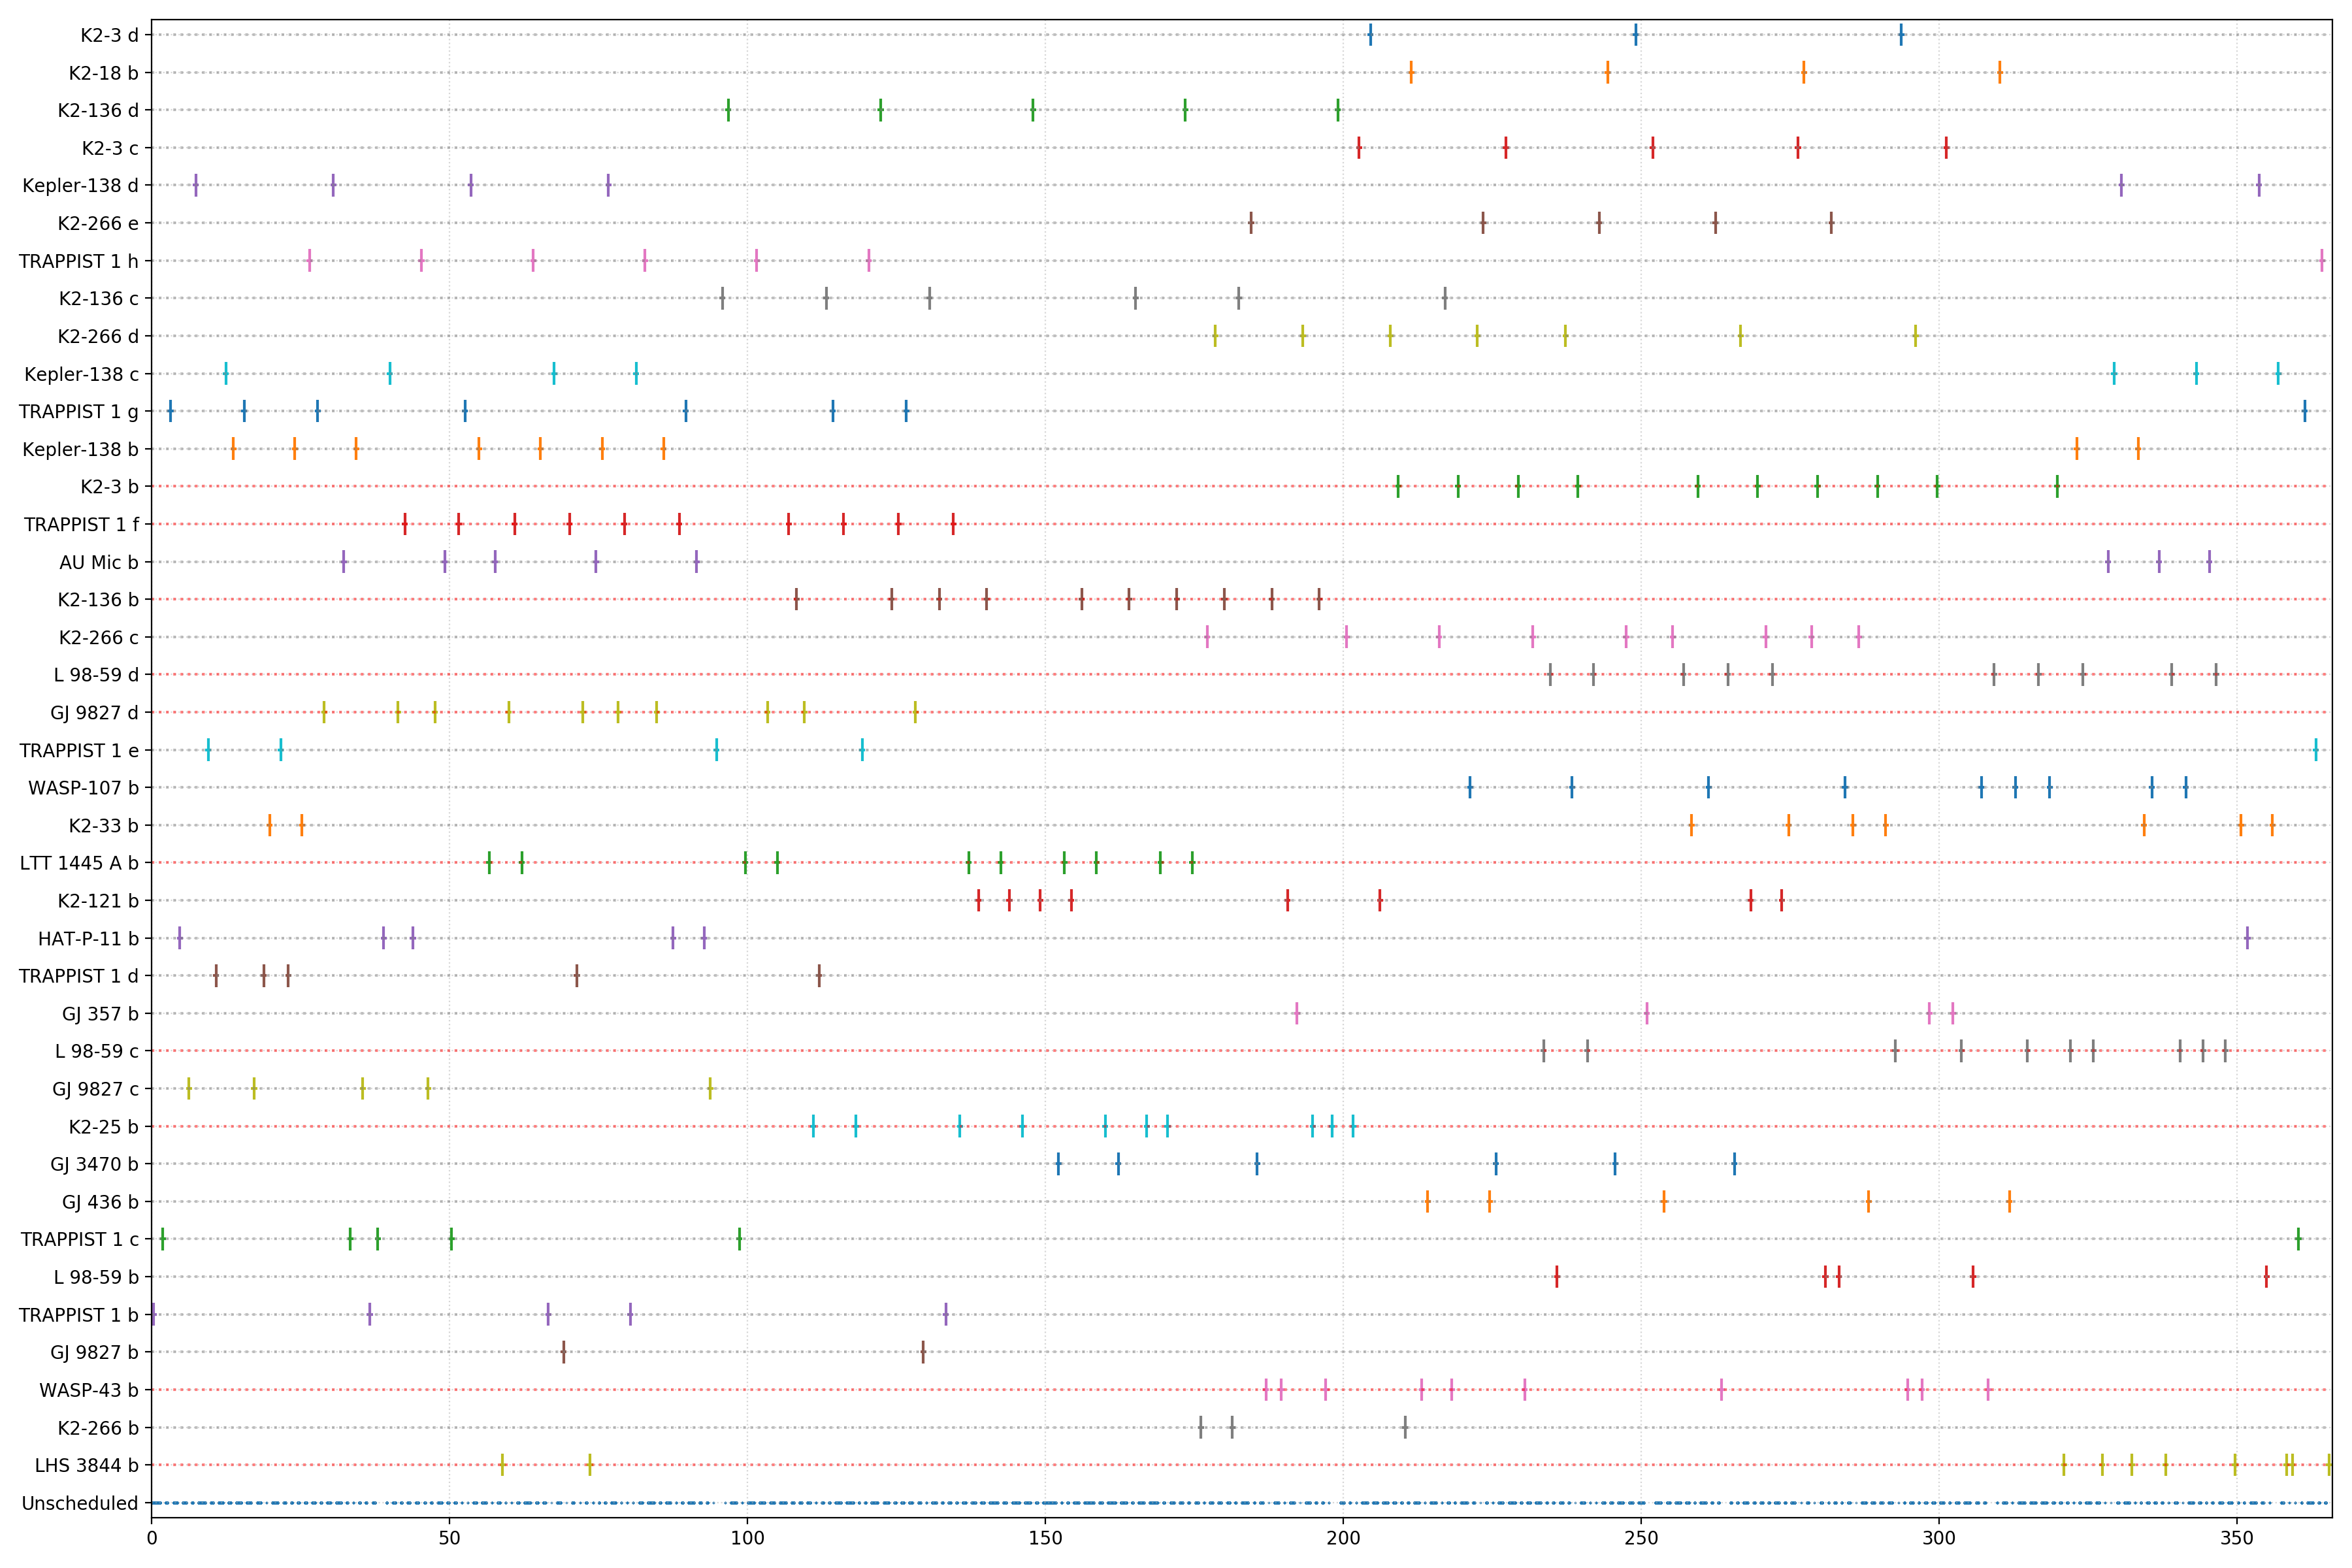 K2-3 d
K2-18 b
K2-136 d
K2-3 c
Kepler-138 d
K2-266 e
TRAPPIST 1 h
K2-136 c
K2-266 d
Kepler-138 c
TRAPPIST 1 g
Kepler-138 b
K2-3 b
TRAPPIST 1 f
AU Mic b
K2-136 b
K2-266 c
L 98-59 d
GJ 9827 d
TRAPPIST 1 e
WASP-107 b
K2-33 b
LTT 1445 A b
K2-121 b
HAT-P-11 b
TRAPPIST 1 d
GJ 357 b
L 98-59 c
GJ 9827 c
K2-25 b
GJ 3470 b
GJ 436 b
TRAPPIST 1 c
L 98-59 b
TRAPPIST 1 b
GJ 9827 b
WASP-43 b
K2-266 b
LHS 3844 b
Unscheduled
0 50 100 150 200 250 300 350